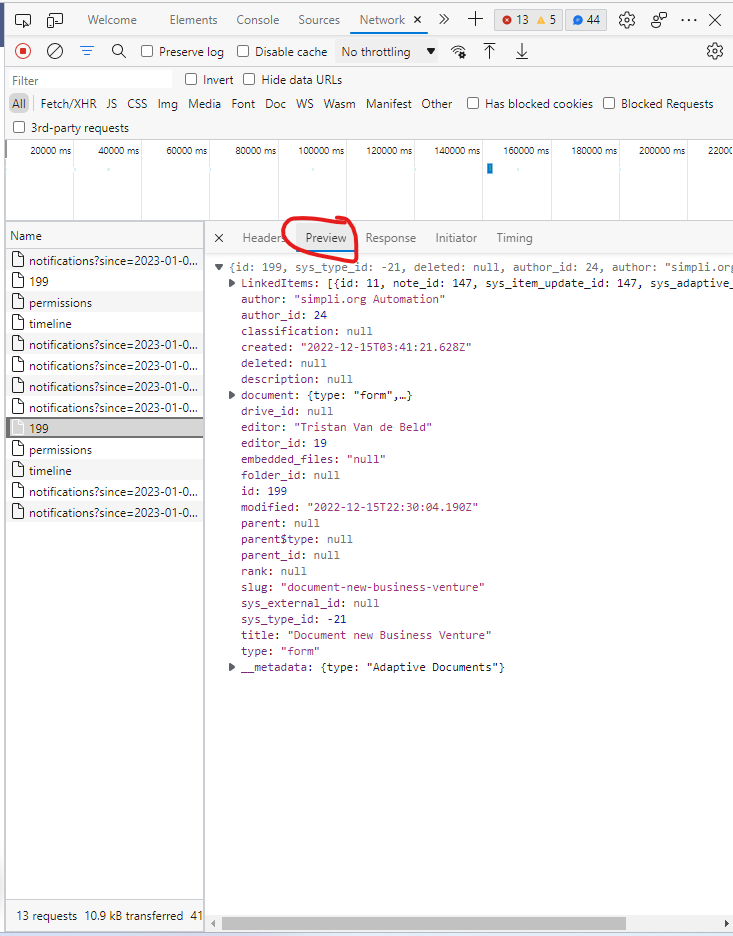 Welcome Elements Console Sources Network 13 5 44
Preserve log Disable cache No throttling
Filter Invert Hide data URLs
All Fetch/XHR JS CSS Img Media Font Doc WS Wasm Manifest Other Has blocked cookies Blocked Requests
3rd-party requests
20000 ms 40000 ms 60000 ms 80000 ms 100000 ms 120000 ms 140000 ms 160000 ms 180000 ms 200000 ms 2200
Name
notifications?since=2023-01-0...
199
permissions
timeline
notifications?since=2023-01-0...
notifications?since=2023-01-0...
notifications?since=2023-01-0...
notifications?since=2023-01-0...
199
permissions
timeline
notifications?since=2023-01-0...
notifications?since=2023-01-0...
13 requests 10.9 kB transferred 41
Headers Preview Response Initiator Timing
{id: 199, sys_type_id: -21, deleted: null, author_id: 24, author: "simpli.org
LinkedItems: [{id: 11, note_id: 147, sys_item_update_id: 147, sys_adaptive_
author: "simpli.org Automation"
author_id: 24
classification: null
created: "2022-12-15T03:41:21.628Z"
deleted: null
description: null
document: {type: "form",…}
drive_id: null
editor: "Tristan Van de Beld"
editor_id: 19
embedded_files: "null"
folder_id: null
id: 199
modified: "2022-12-15T22:30:04.190Z"
parent: null
parent$type: null
parent_id: null
rank: null
slug: "document-new-business-venture"
sys_external_id: null
sys_type_id: -21
title: "Document new Business Venture"
type: "form"
__metadata: {type: "Adaptive Documents"}